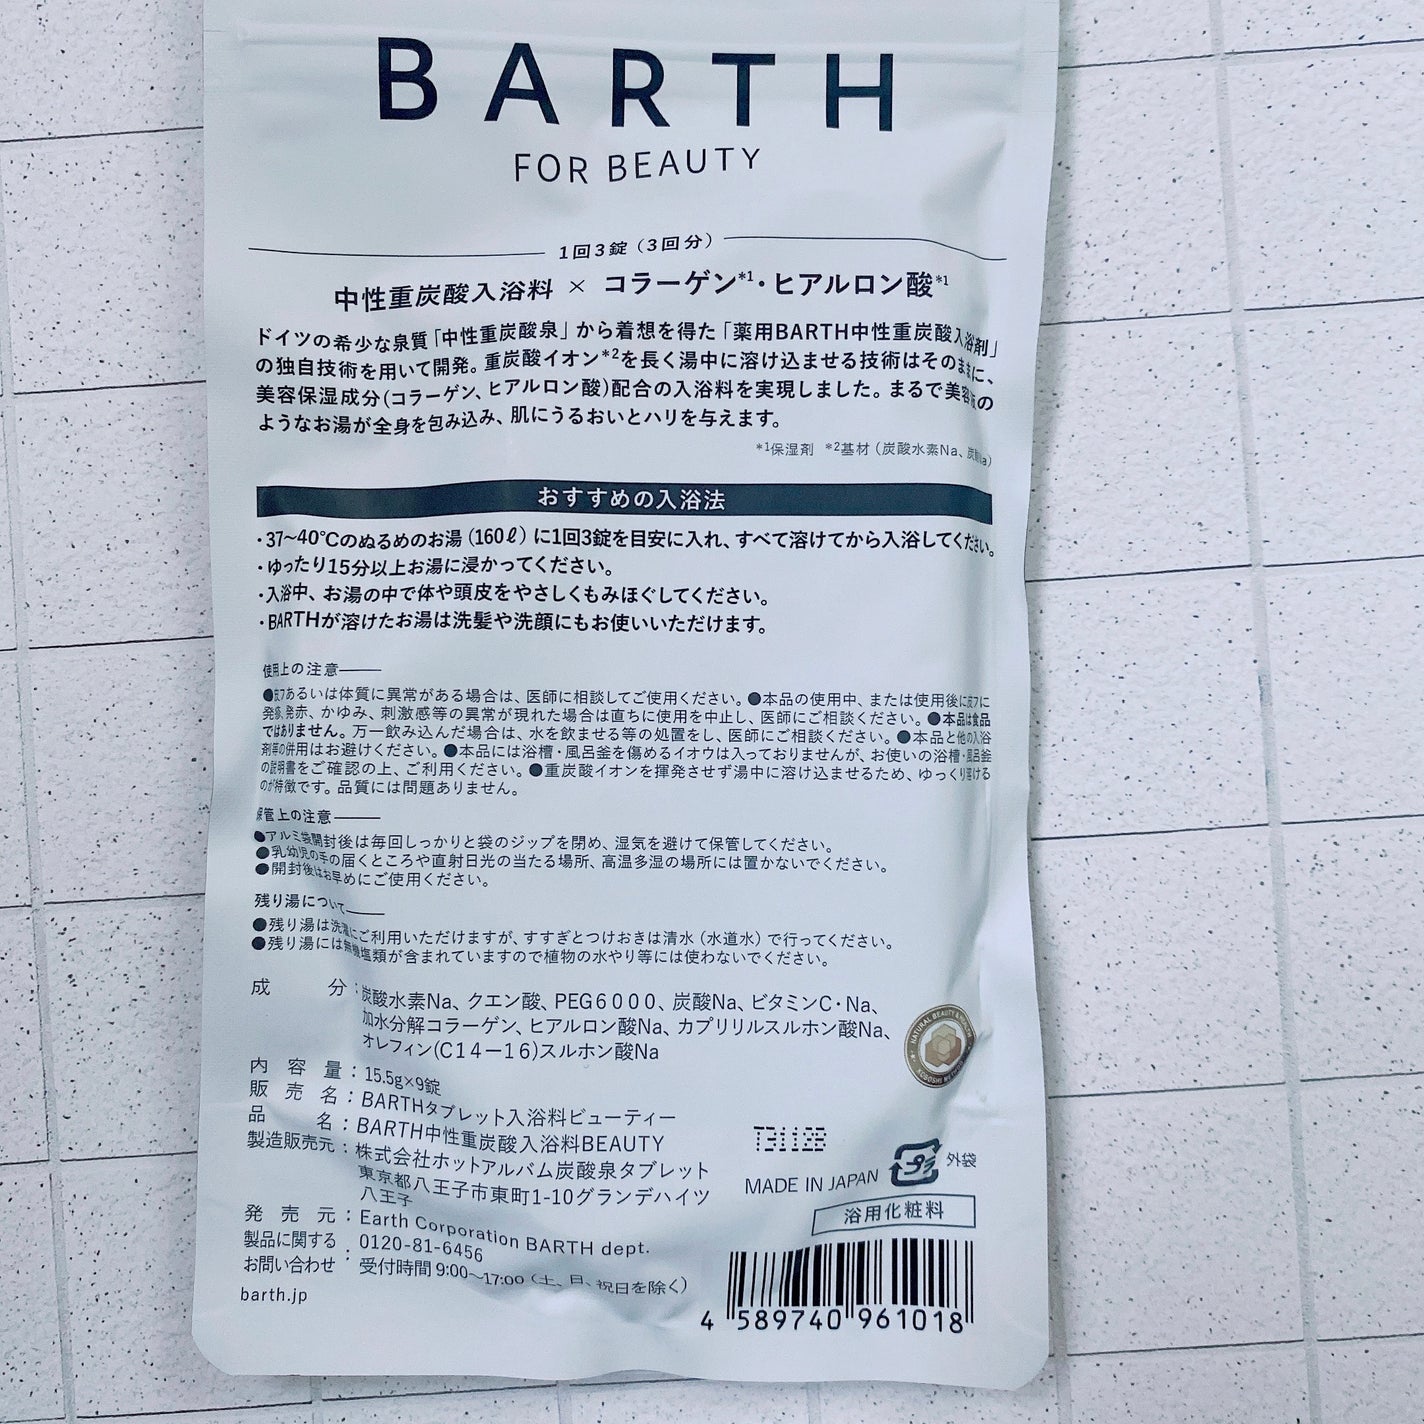 BARTH
FOR BEAUTY
1回3錠（3回分）
中性重炭酸入浴料 × コラーゲン*1・ヒアルロン酸*1
ドイツの希少な泉質「中性重炭酸泉」から着想を得た「薬用BARTH中性重炭酸入浴剤」
の独自技術を用いて開発。重炭酸イオン*2を長く湯中に溶け込ませる技術はそのままに、
美容保湿成分(コラーゲン、ヒアルロン酸)配合の入浴料を実現しました。まるで美容液の
ようなお湯が全身を包み込み、肌にうるおいとハリを与えます。
*1保湿剤 *2基材（炭酸水素Na、炭酸Na）
おすすめの入浴法
・37~40℃のぬるめのお湯（160ℓ）に1回3錠を目安に入れ、すべて溶けてから入浴してください。
・ゆったり15分以上お湯に浸かってください。
・入浴中、お湯の中で体や頭皮をやさしくもみほぐしてください。
・BARTHが溶けたお湯は洗髪や洗顔にもお使いいただけます。
使用上の注意
●皮フあるいは体質に異常がある場合は、医師に相談してご使用ください。●本品の使用中、または使用後に皮フに
発疹、発赤、かゆみ、刺激感等の異常が現れた場合は直ちに使用を中止し、医師にご相談ください。●本品は食品
ではありません。万一飲み込んだ場合は、水を飲ませる等の処置をし、医師にご相談ください。●本品と他の入浴
剤等の併用はお避けください。●本品には浴槽・風呂釜を傷めるイオウは入っておりませんが、お使いの浴槽・風呂釜
の説明書をご確認の上、ご利用ください。●重炭酸イオンを揮発させず湯中に溶け込ませるため、ゆっくり溶ける
のが特徴です。品質には問題ありません。
保管上の注意
●アルミ袋開封後は毎回しっかりと袋のジップを閉め、湿気を避けて保管してください。
●乳幼児の手の届くところや直射日光の当たる場所、高温多湿の場所には置かないでください。
●開封後はお早めにご使用ください。
残り湯について
●残り湯は洗濯にご利用いただけますが、すすぎとつけおきは清水（水道水）で行ってください。
●残り湯には無機塩類が含まれていますので植物の水やり等には使わないでください。
成分：炭酸水素Na、クエン酸、PEG6000、炭酸Na、ビタミンC・Na、
加水分解コラーゲン、ヒアルロン酸Na、カプリリルスルホン酸Na、
オレフィン(C14ー16)スルホン酸Na
内容量：15.5g×9錠
販売名：BARTHタブレット入浴料ビューティー
品名：BARTH中性重炭酸入浴料BEAUTY
製造販売元：株式会社ホットアルバム炭酸泉タブレット
東京都八王子市東町1-10グランデハイツ
八王子
発売元：Earth Corporation BARTH dept.
製品に関する
お問い合わせ：0120-81-6456
受付時間 9:00～17:00（土、日、祝日を除く）
barth.jp
NATURAL BEAUTY &
T3112B
MADE IN JAPAN
プラ
外袋
浴用化粧料
4 589740 961018